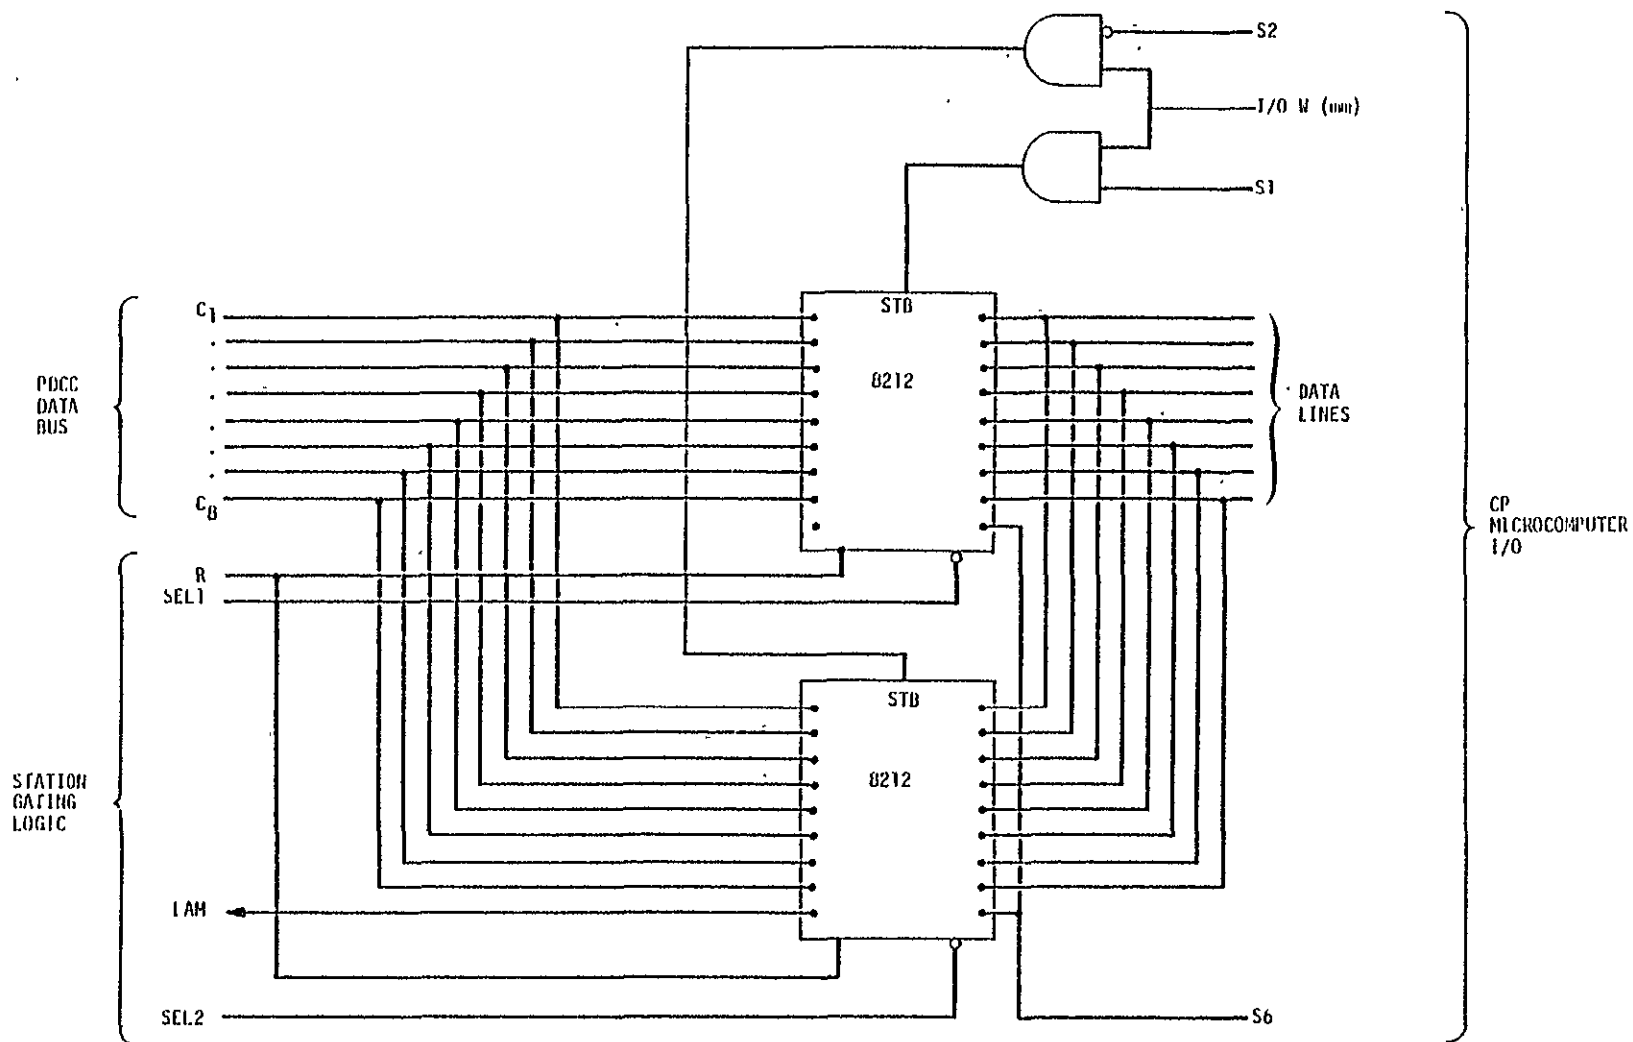 S2
I/O W (mm)
S1
C1
.
.
.
.
.
.
C8
PDCC
DATA
BUS
STB
8212
DATA
LINES
CP
MICROCOMPUTER
I/O
R
SEL1
STB
8212
STATION
GATING
LOGIC
LAM
SEL2
S6